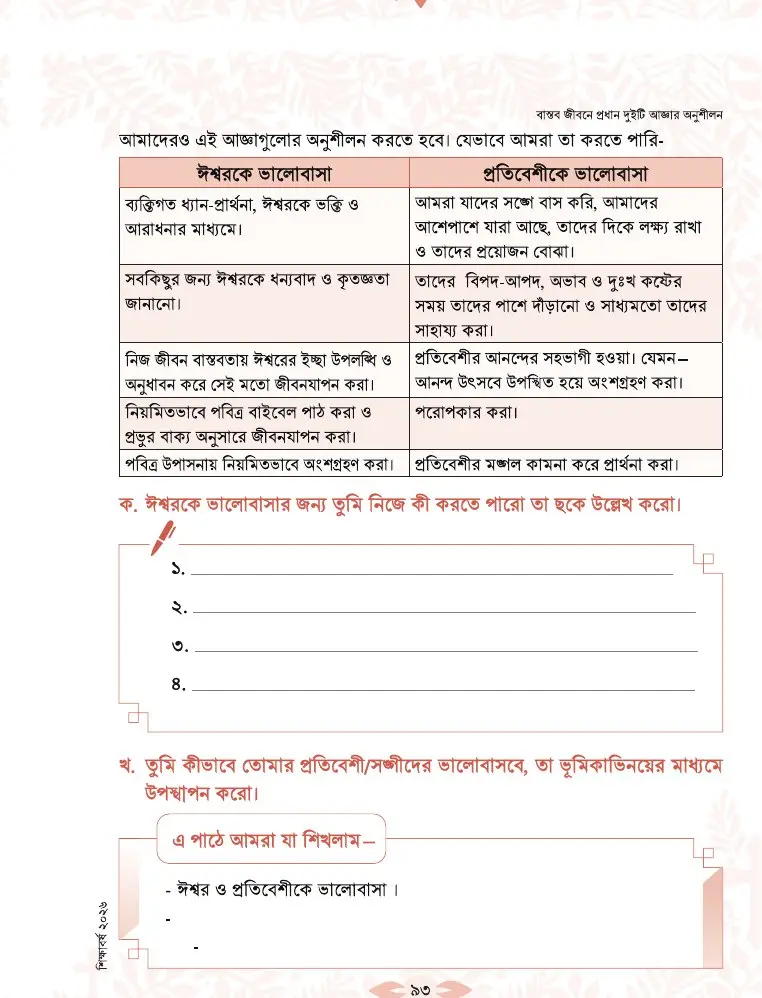 বাস্তব জীবনে প্রধান দুইটি আজ্ঞার অনুশীলন
আমাদেরও এই আজ্ঞাগুলোর অনুশীলন করতে হবে। যেভাবে আমরা তা করতে পারি-
ঈশ্বরকে ভালোবাসা
প্রতিবেশীকে ভালোবাসা
ব্যক্তিগত ধ্যান-প্রার্থনা, ঈশ্বরকে ভক্তি ও
আরাধনার মাধ্যমে।
আমরা যাদের সঙ্গে বাস করি, আমাদের
আশেপাশে যারা আছে, তাদের দিকে লক্ষ্য রাখা
ও তাদের প্রয়োজন বোঝা।
সবকিছুর জন্য ঈশ্বরকে ধন্যবাদ ও কৃতজ্ঞতা
জানানো।
তাদের বিপদ-আপদ, অভাব ও দুঃখ কষ্টের
সময় তাদের পাশে দাঁড়ানো ও সাধ্যমতো তাদের
সাহায্য করা।
নিজ জীবন বাস্তবতায় ঈশ্বরের ইচ্ছা উপলব্ধি ও
অনুধাবন করে সেই মতো জীবনযাপন করা।
প্রতিবেশীর আনন্দের সহভাগী হওয়া। যেমন–
আনন্দ উৎসবে উপস্থিত হয়ে অংশগ্রহণ করা।
নিয়মিতভাবে পবিত্র বাইবেল পাঠ করা ও
প্রভুর বাক্য অনুসারে জীবনযাপন করা।
পরোপকার করা।
পবিত্র উপাসনায় নিয়মিতভাবে অংশগ্রহণ করা।
প্রতিবেশীর মঙ্গল কামনা করে প্রার্থনা করা।
ক. ঈশ্বরকে ভালোবাসার জন্য তুমি নিজে কী করতে পারো তা ছকে উল্লেখ করো।
১.
২.
৩.
৪.
খ. তুমি কীভাবে তোমার প্রতিবেশী/সঙ্গীদের ভালোবাসবে, তা ভূমিকাভিনয়ের মাধ্যমে
উপস্থাপন করো।
এ পাঠে আমরা যা শিখলাম–
- ঈশ্বর ও প্রতিবেশীকে ভালোবাসা ।
-
-
শিক্ষাবর্ষ ২০২৬
৯৩